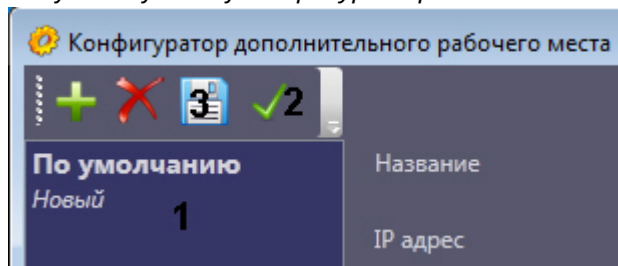 Конфигуратор дополнительного рабочего места
3 2
По умолчанию
Новый
1
Название
IP адрес